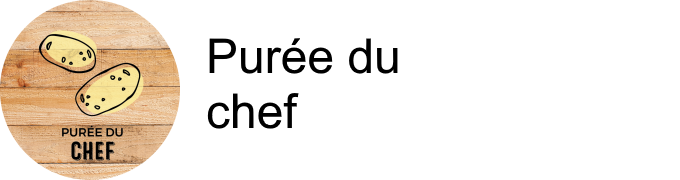 PURÉE DU
CHEF
Purée du
chef